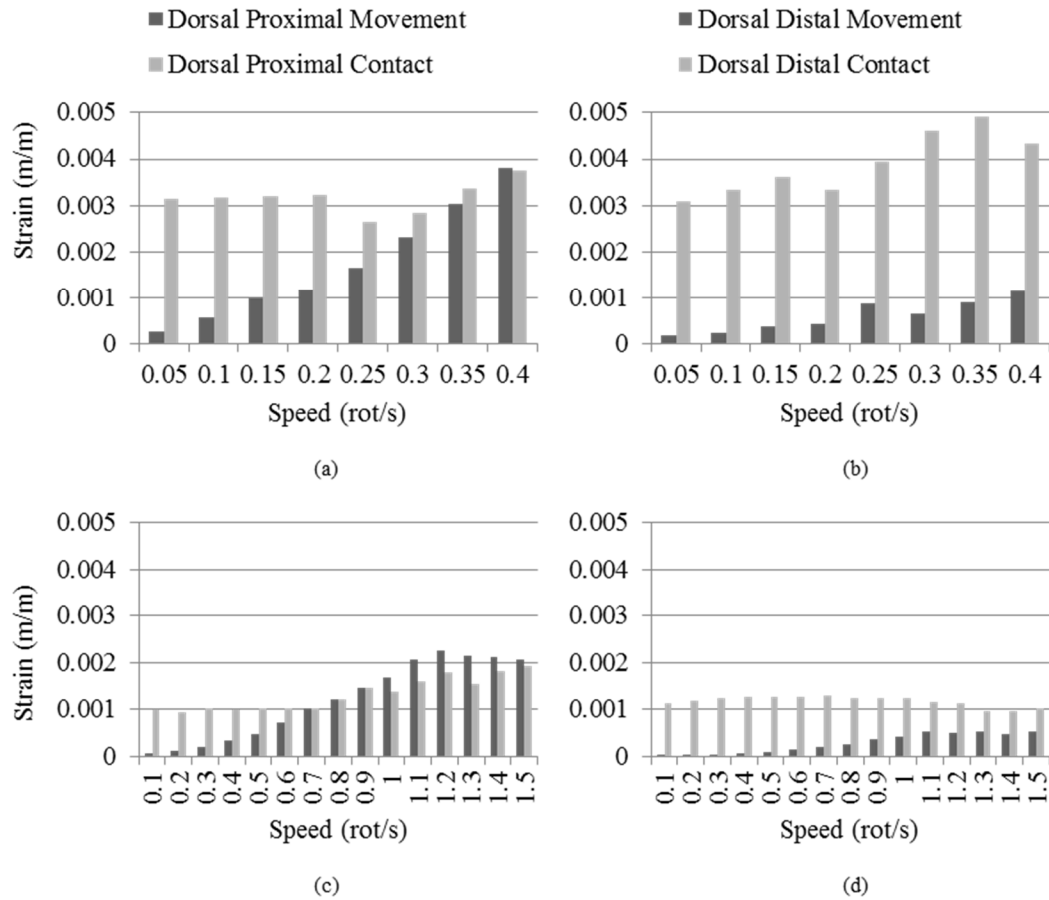 Dorsal Proximal Movement
Dorsal Proximal Contact
Strain (m/m)
0.005
0.004
0.003
0.002
0.001
0
0.05 0.1 0.15 0.2 0.25 0.3 0.35 0.4
Speed (rot/s)
(a)
Dorsal Distal Movement
Dorsal Distal Contact
0.005
0.004
0.003
0.002
0.001
0
0.05 0.1 0.15 0.2 0.25 0.3 0.35 0.4
Speed (rot/s)
(b)
Strain (m/m)
0.005
0.004
0.003
0.002
0.001
0
0.1 0.2 0.3 0.4 0.5 0.6 0.7 0.8 0.9 1 1.1 1.2 1.3 1.4 1.5
Speed (rot/s)
(c)
0.005
0.004
0.003
0.002
0.001
0
0.1 0.2 0.3 0.4 0.5 0.6 0.7 0.8 0.9 1 1.1 1.2 1.3 1.4 1.5
Speed (rot/s)
(d)